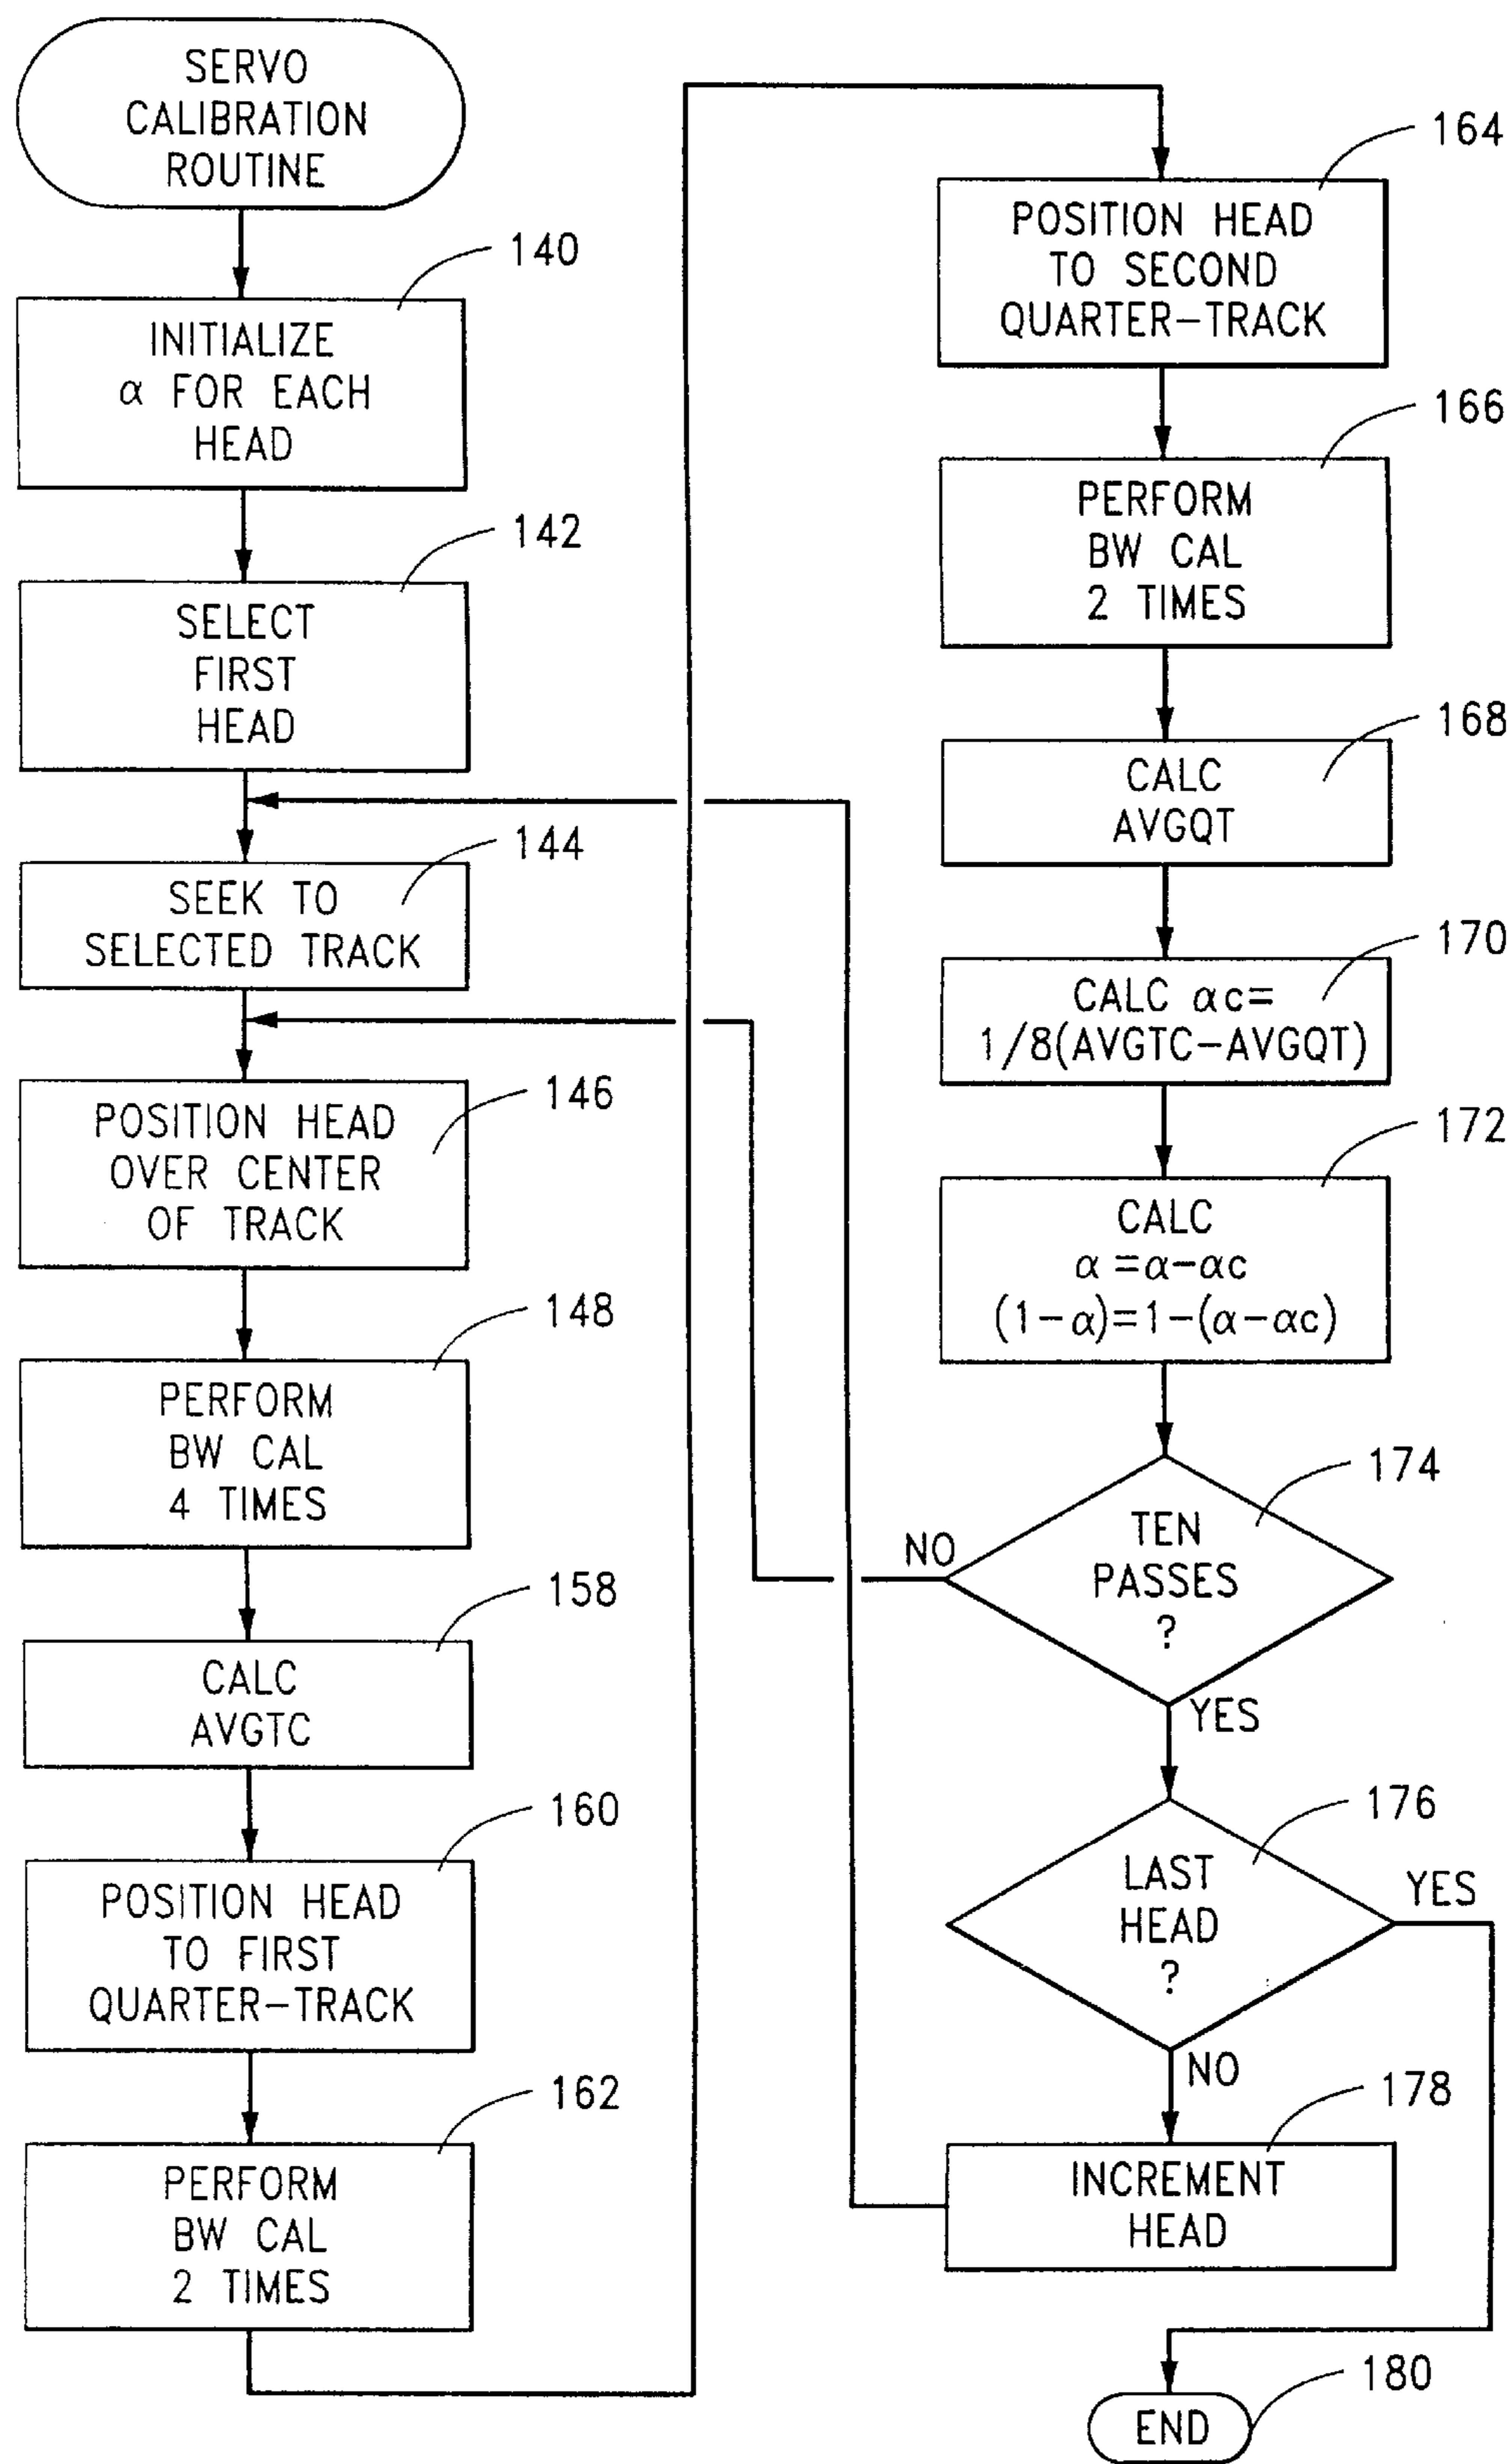 SERVO
CALIBRATION
ROUTINE
140
INITIALIZE
α FOR EACH
HEAD
142
SELECT
FIRST
HEAD
144
SEEK TO
SELECTED TRACK
146
POSITION HEAD
OVER CENTER
OF TRACK
148
PERFORM
BW CAL
4 TIMES
158
CALC
AVGTC
160
POSITION HEAD
TO FIRST
QUARTER-TRACK
162
PERFORM
BW CAL
2 TIMES
164
POSITION HEAD
TO SECOND
QUARTER-TRACK
166
PERFORM
BW CAL
2 TIMES
168
CALC
AVGQT
170
CALC αc=
1/8(AVGTC-AVGQT)
172
CALC
α=α-αc
(1-α)=1-(α-αc)
174
TEN
PASSES
?
NO
YES
176
LAST
HEAD
?
YES
NO
178
INCREMENT
HEAD
180
END